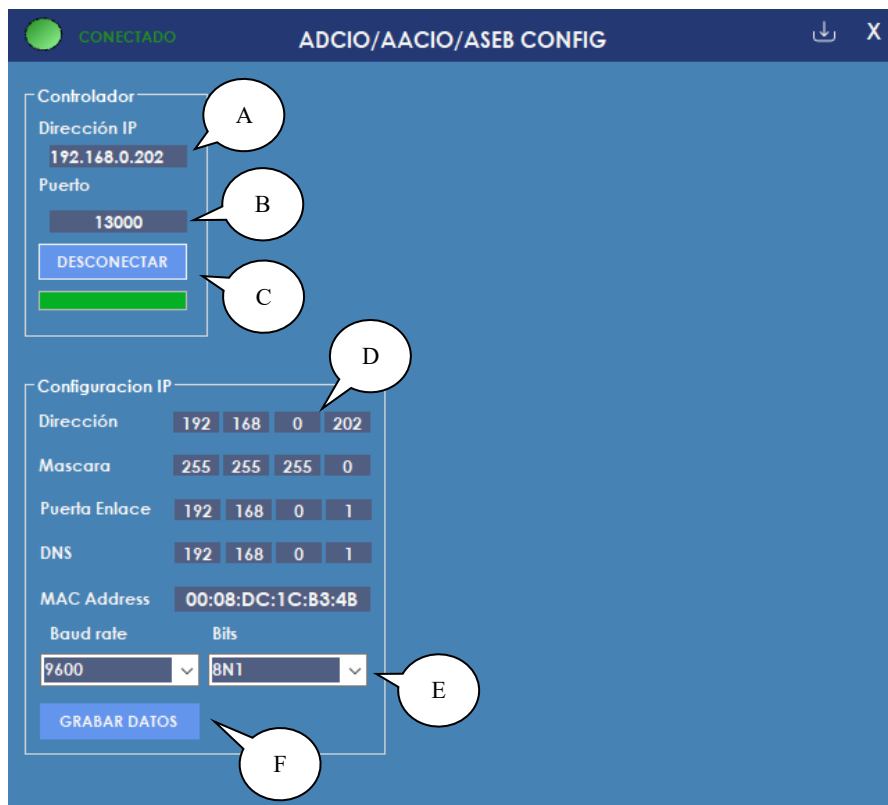 CONECTADO
ADCIO/AACIO/ASEB CONFIG
X
Controlador
A
Dirección IP
192.168.0.202
Puerto
B
13000
DESCONECTAR
C
D
Configuracion IP
Dirección 192 168 0 202
Mascara 255 255 255 0
Puerta Enlace 192 168 0 1
DNS 192 168 0 1
MAC Address 00:08:DC:1C:B3:4B
Baud rate Bits
9600 8N1
E
GRABAR DATOS
F